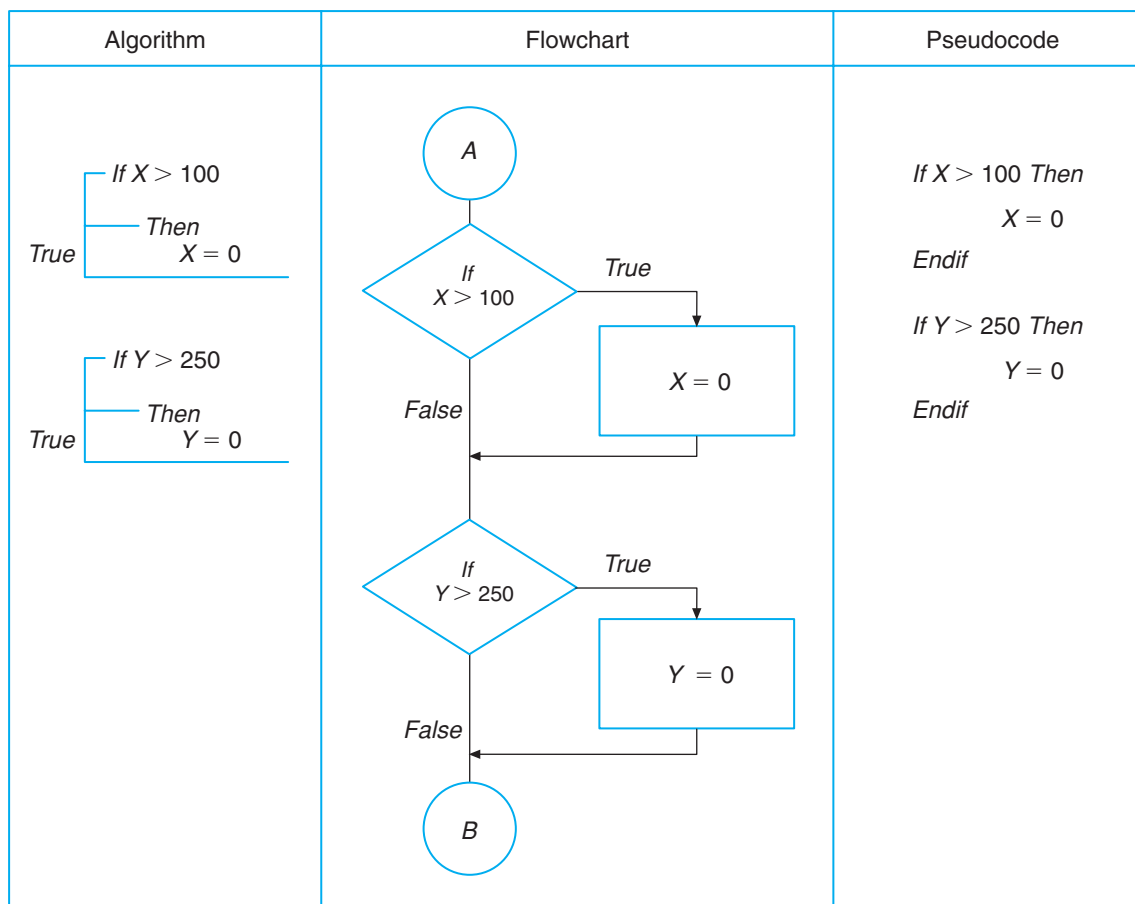 Algorithm
Flowchart
Pseudocode
If X > 100
Then
True
X = 0
If Y > 250
Then
True
Y = 0
A
If
X > 100
True
X = 0
False
If
Y > 250
True
Y = 0
False
B
If X > 100 Then
X = 0
Endif
If Y > 250 Then
Y = 0
Endif